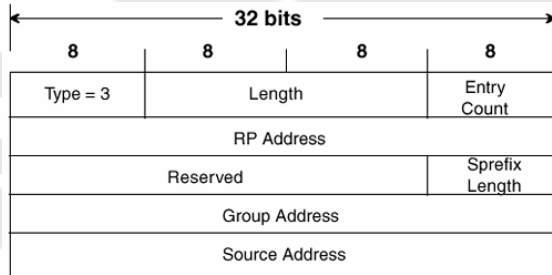 32 bits
8 8 8 8
Type = 3 Length Entry Count
RP Address
Reserved Sprefix Length
Group Address
Source Address